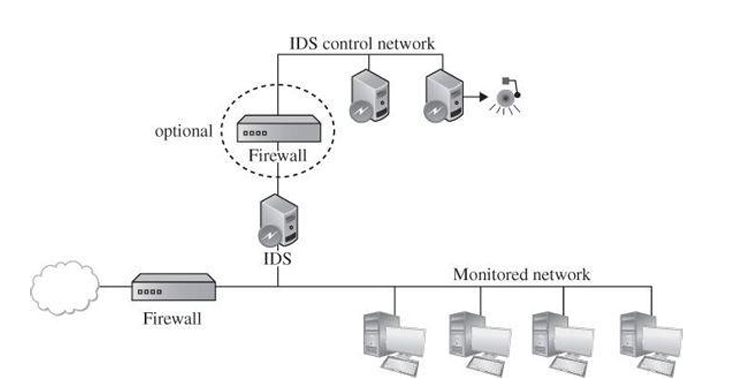 IDS control network
optional
Firewall
IDS
Monitored network
Firewall